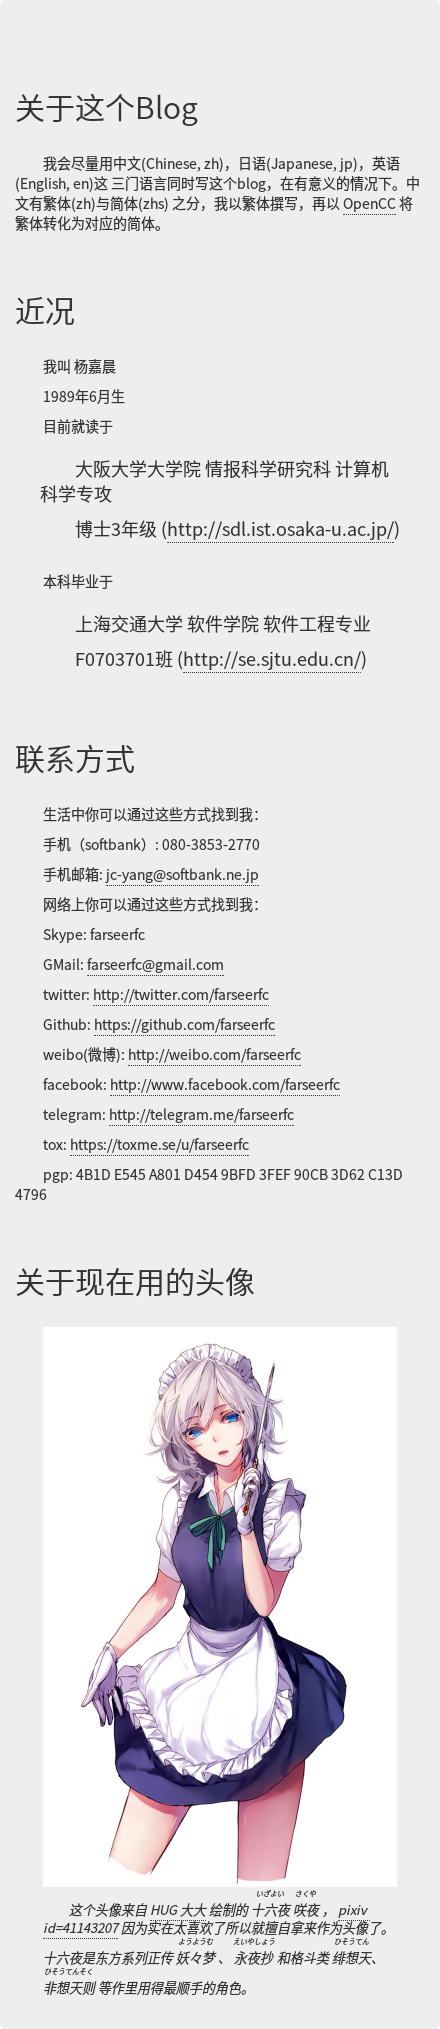 关于这个Blog
我会尽量用中文(Chinese, zh)，日语(Japanese, jp)，英语
(English, en)这 三门语言同时写这个blog，在有意义的情况下。中
文有繁体(zh)与简体(zhs) 之分，我以繁体撰写，再以 OpenCC 将
繁体转化为对应的简体。
近况
我叫 杨嘉晨
1989年6月生
目前就读于
大阪大学大学院 情报科学研究科 计算机
科学专攻
博士3年级 (http://sdl.ist.osaka-u.ac.jp/)
本科毕业于
上海交通大学 软件学院 软件工程专业
F0703701班 (http://se.sjtu.edu.cn/)
联系方式
生活中你可以通过这些方式找到我：
手机（softbank）: 080-3853-2770
手机邮箱: jc-yang@softbank.ne.jp
网络上你可以通过这些方式找到我：
Skype: farseerfc
GMail: farseerfc@gmail.com
twitter: http://twitter.com/farseerfc
Github: https://github.com/farseerfc
weibo(微博): http://weibo.com/farseerfc
facebook: http://www.facebook.com/farseerfc
telegram: http://telegram.me/farseerfc
tox: https://toxme.se/u/farseerfc
pgp: 4B1D E545 A801 D454 9BFD 3FEF 90CB 3D62 C13D
4796
关于现在用的头像
いざよい さくや
这个头像来自 HUG 大大 绘制的 十六夜 咲夜 ， pixiv
id=41143207 因为实在太喜欢了所以就擅自拿来作为头像了。
ようようむ えいやしょう ひそうてん
十六夜是东方系列正传 妖々梦 、 永夜抄 和格斗类 绯想天、
ひそうてんそく
非想天则 等作里用得最顺手的角色。